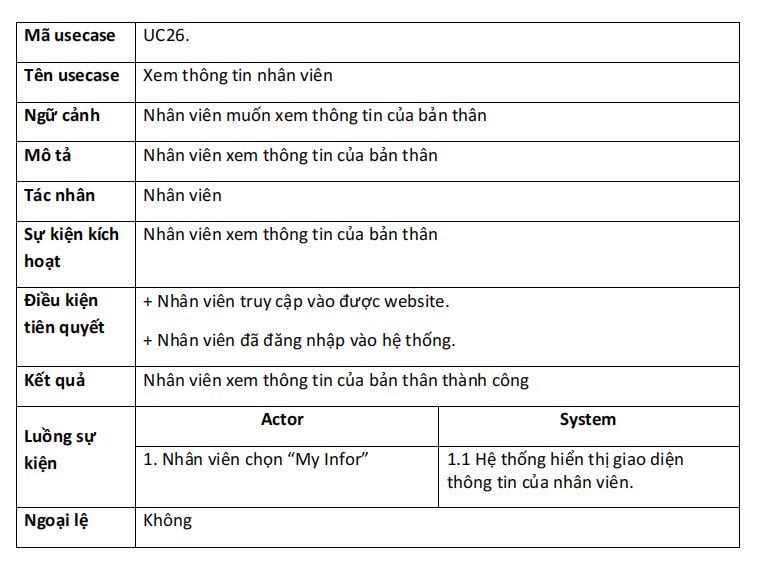 Mã usecase UC26.
Tên usecase Xem thông tin nhân viên
Ngữ cảnh Nhân viên muốn xem thông tin của bản thân
Mô tả Nhân viên xem thông tin của bản thân
Tác nhân Nhân viên
Sự kiện kích Nhân viên xem thông tin của bản thân
hoạt
Điều kiện + Nhân viên truy cập vào được website.
tiên quyết + Nhân viên đã đăng nhập vào hệ thống.
Kết quả Nhân viên xem thông tin của bản thân thành công
Luồng sự
kiện
Actor System
1. Nhân viên chọn “My Infor” 1.1 Hệ thống hiển thị giao diện
thông tin của nhân viên.
Ngoại lệ Không